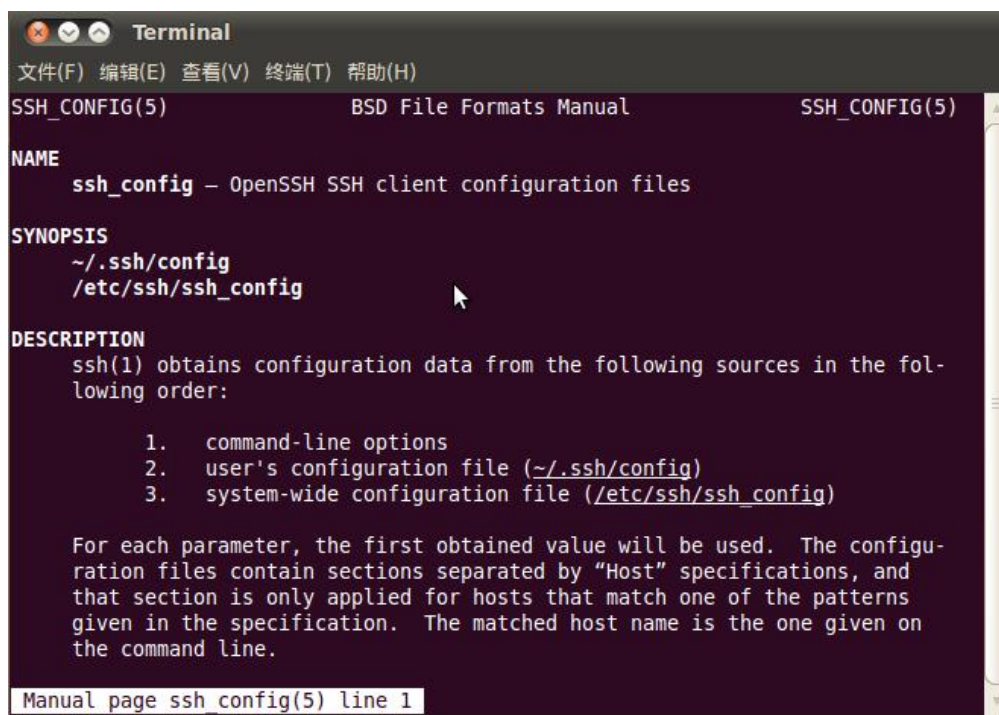 Terminal
文件(F) 编辑(E) 查看(V) 终端(T) 帮助(H)
SSH_CONFIG(5) BSD File Formats Manual SSH_CONFIG(5)
NAME
ssh_config — OpenSSH SSH client configuration files
SYNOPSIS
~/.ssh/config
/etc/ssh/ssh_config
DESCRIPTION
ssh(1) obtains configuration data from the following sources in the fol-
lowing order:
1. command-line options
2. user's configuration file (~/.ssh/config)
3. system-wide configuration file (/etc/ssh/ssh_config)
For each parameter, the first obtained value will be used. The configu-
ration files contain sections separated by “Host” specifications, and
that section is only applied for hosts that match one of the patterns
given in the specification. The matched host name is the one given on
the command line.
Manual page ssh_config(5) line 1